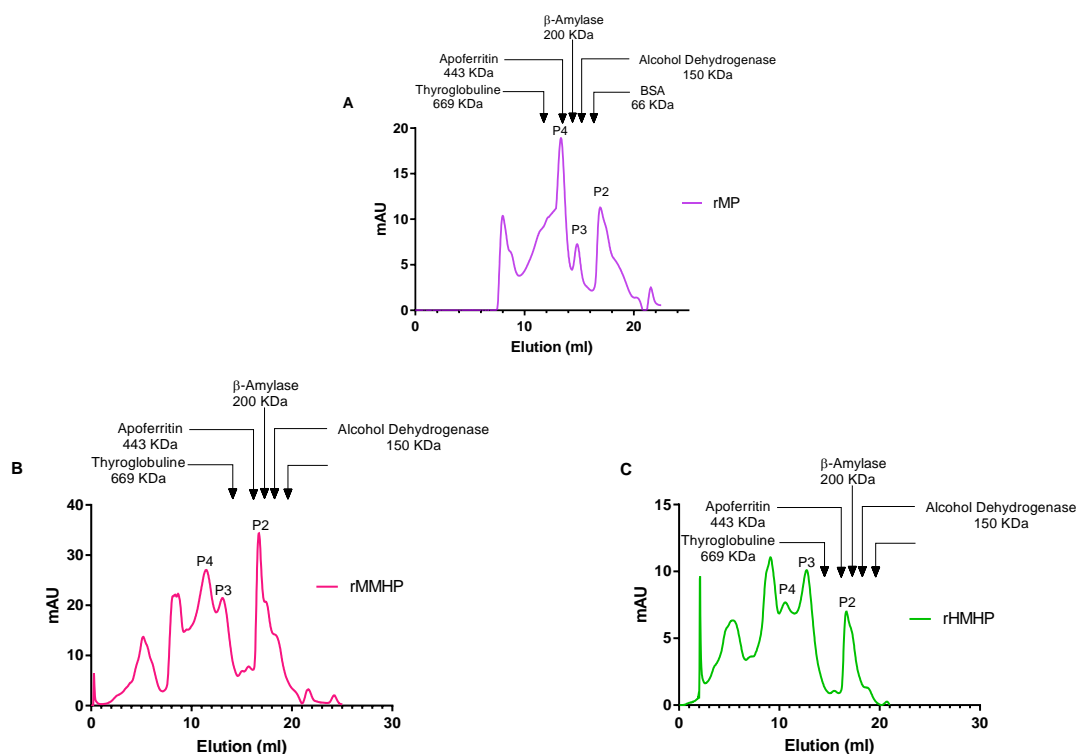 β-Amylase
200 KDa
Apoferritin
443 KDa
Alcohol Dehydrogenase
150 KDa
Thyroglobuline
669 KDa
BSA
66 KDa
A
P4
P3
P2
rMP
mAU
20
15
10
5
0
0 10 20
Elution (ml)
β-Amylase
200 KDa
Apoferritin
443 KDa
Alcohol Dehydrogenase
150 KDa
Thyroglobuline
669 KDa
B
P4
P3
P2
rMMHP
mAU
40
30
20
10
0
0 10 20 30
Elution (ml)
β-Amylase
200 KDa
Apoferritin
443 KDa
Alcohol Dehydrogenase
150 KDa
Thyroglobuline
669 KDa
C
P4
P3
P2
rHMHP
mAU
15
10
5
0
0 10 20 30
Elution (ml)